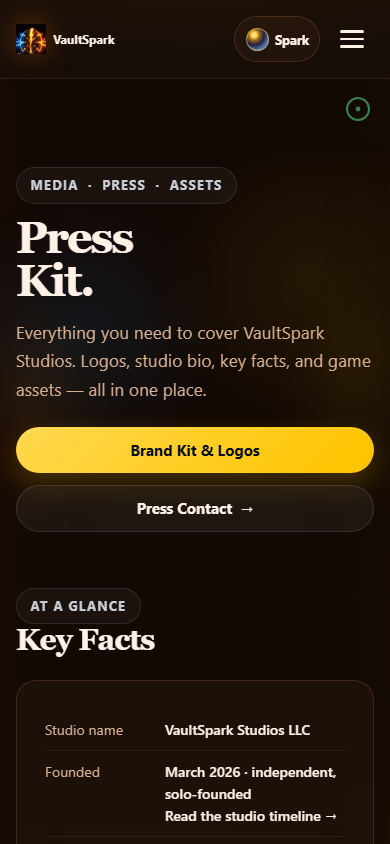 VaultSpark
Spark
MEDIA · PRESS · ASSETS
Press
Kit.
Everything you need to cover VaultSpark
Studios. Logos, studio bio, key facts, and game
assets — all in one place.
Brand Kit & Logos
Press Contact →
AT A GLANCE
Key Facts
Studio name
VaultSpark Studios LLC
Founded
March 2026 · independent,
solo-founded
Read the studio timeline →